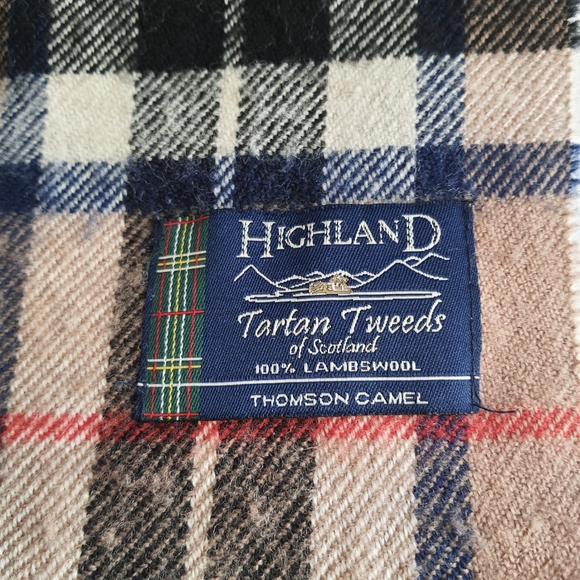 HIGHLAND
Tartan Tweeds
of Scotland
100% LAMBSWOOL
THOMSON CAMEL